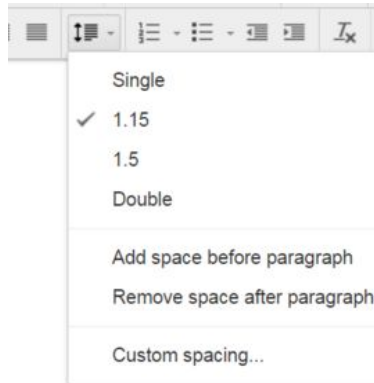 Single
1.15
1.5
Double
Add space before paragraph
Remove space after paragraph
Custom spacing...